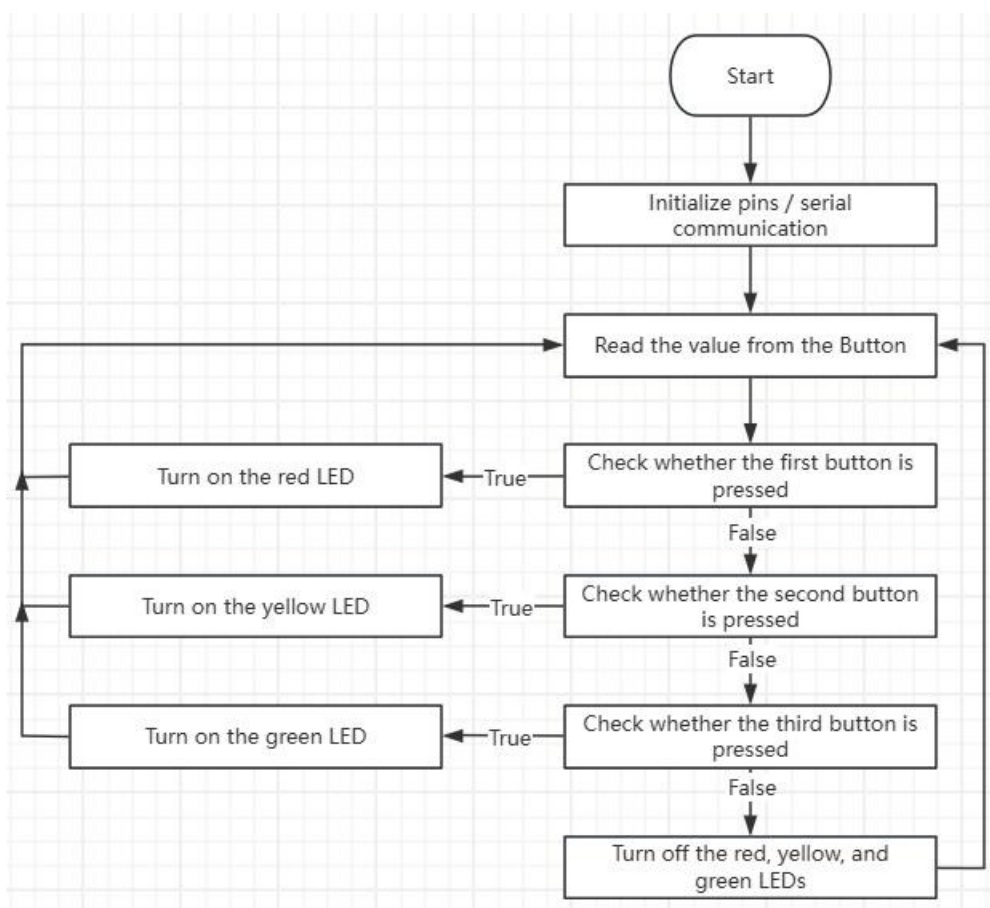 Start
Initialize pins / serial
communication
Read the value from the Button
Turn on the red LED
True
Check whether the first button is
pressed
False
Turn on the yellow LED
True
Check whether the second button
is pressed
False
Turn on the green LED
True
Check whether the third button is
pressed
False
Turn off the red, yellow, and
green LEDs